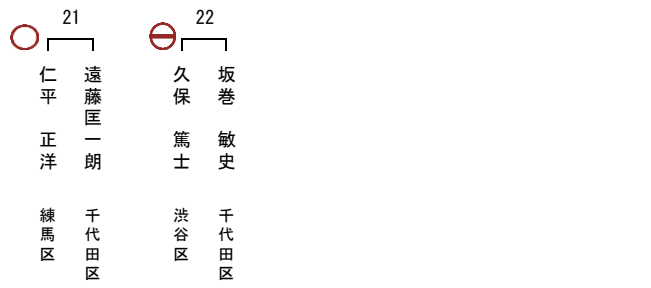 21
22
仁平　正洋
遠藤匡一朗
久保　篤士
坂巻　敏史
練馬区
千代田区
渋谷区
千代田区